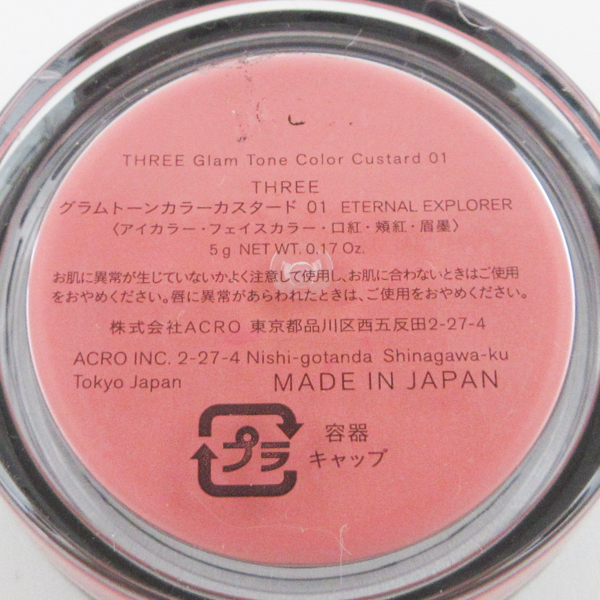 THREE Glam Tone Color Custard 01
THREE
グラムトーンカラーカスタード 01 ETERNAL EXPLORER
〈アイカラー・フェイスカラー・口紅・頬紅・眉墨〉
5g NET WT. 0.17 Oz.
お肌に異常が生じていないかよく注意して使用し、お肌に合わないときはご使用
をおやめください。唇に異常があらわれたときは、ご使用をおやめください。
株式会社ACRO 東京都品川区西五反田2-27-4
ACRO INC. 2-27-4 Nishi-gotanda Shinagawa-ku
Tokyo Japan MADE IN JAPAN
プラ 容器
キャップ